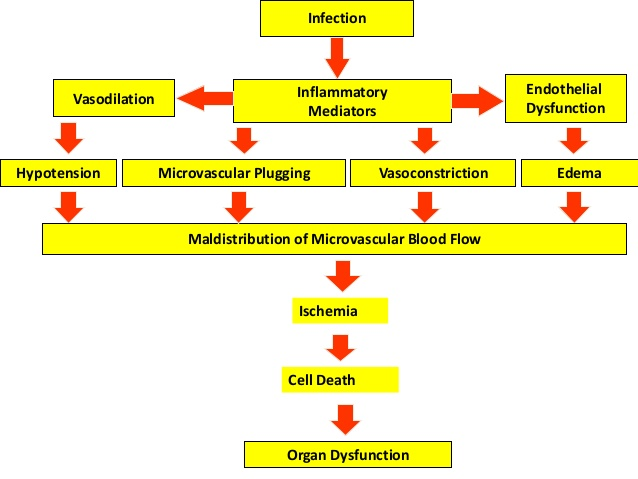 Infection
Vasodilation
Inflammatory
Mediators
Endothelial
Dysfunction
Hypotension
Microvascular Plugging
Vasoconstriction
Edema
Maldistribution of Microvascular Blood Flow
Ischemia
Cell Death
Organ Dysfunction